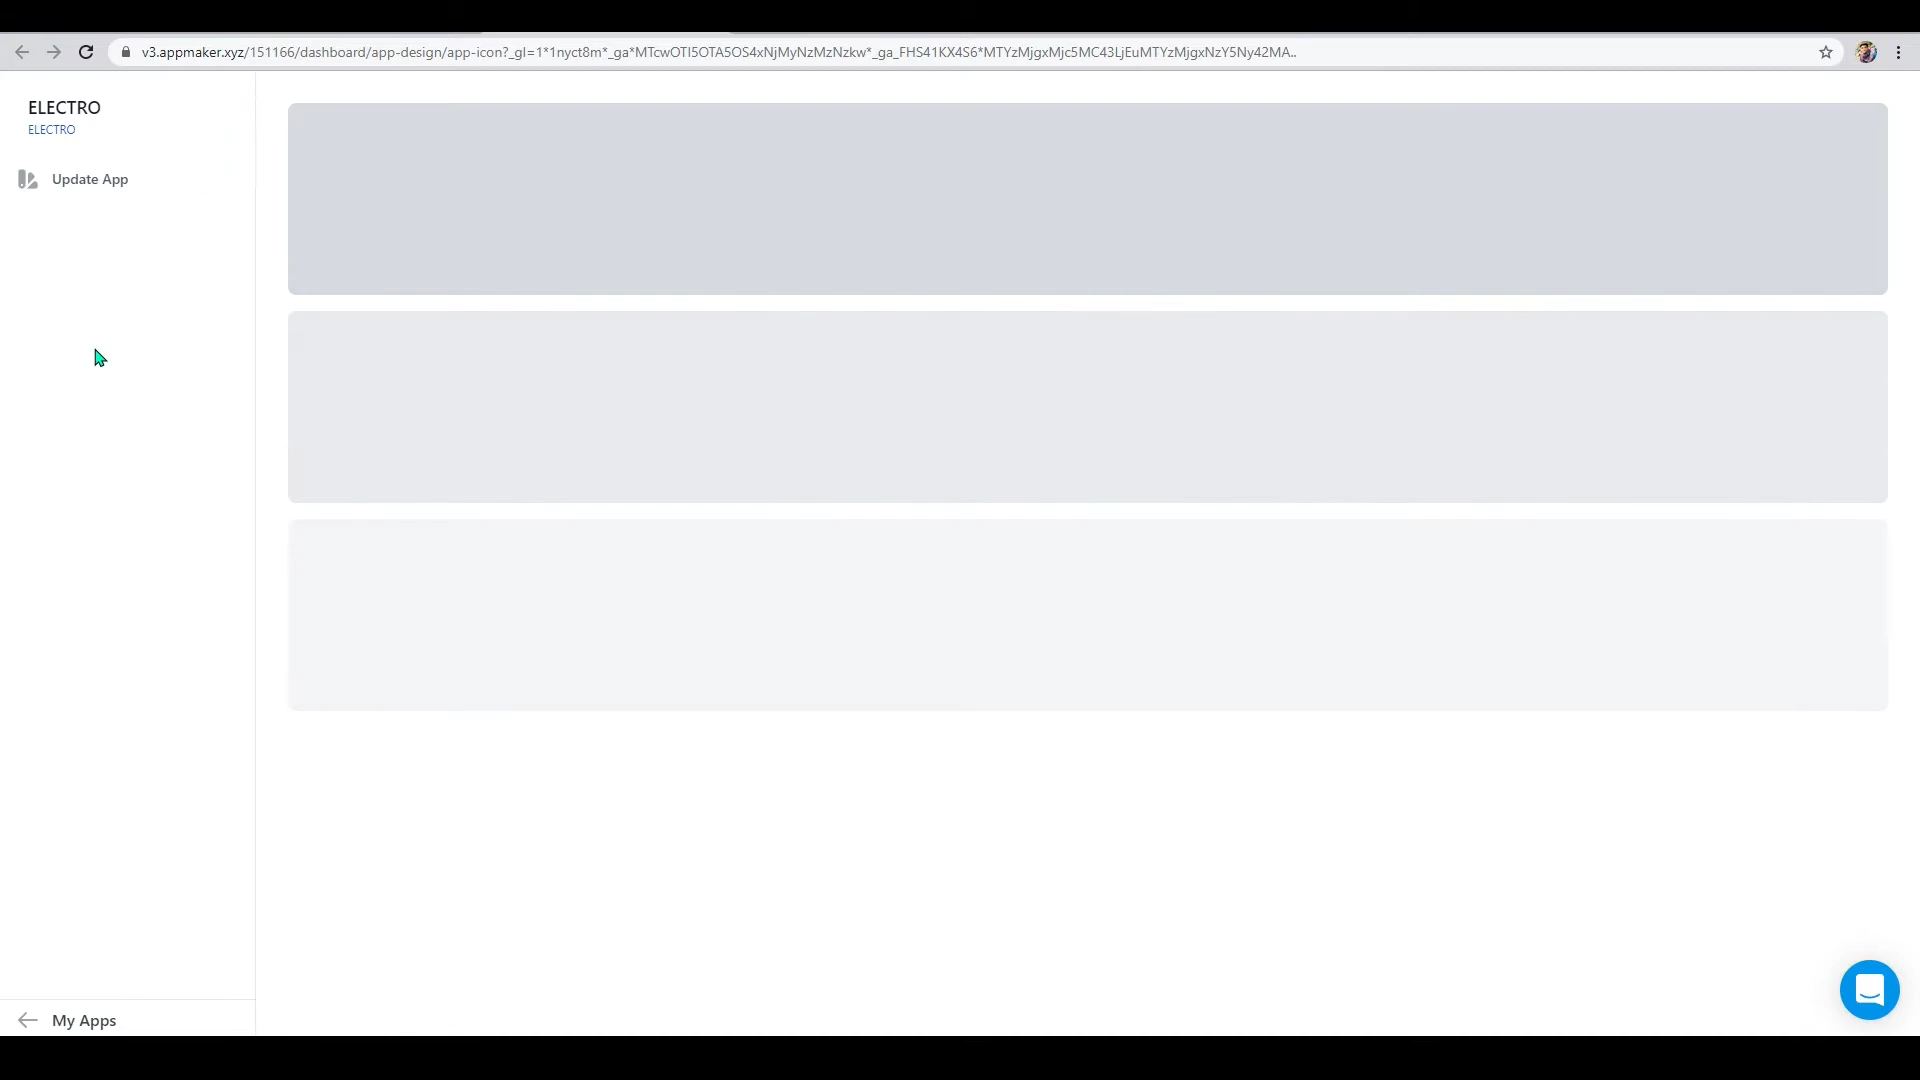 v3.appmaker.xyz/151166/dashboard/app-design/app-icon?_gl=1*1nyct8m*_ga*MTcwOTI5OTA5OS4xNjMyNzMzNzkw*_ga_FHS41KX4S6*MTYzMjgxMjc5MC43LjEuMTYzMjgxNzY5Ny42MA..
ELECTRO
ELECTRO
Update App
My Apps